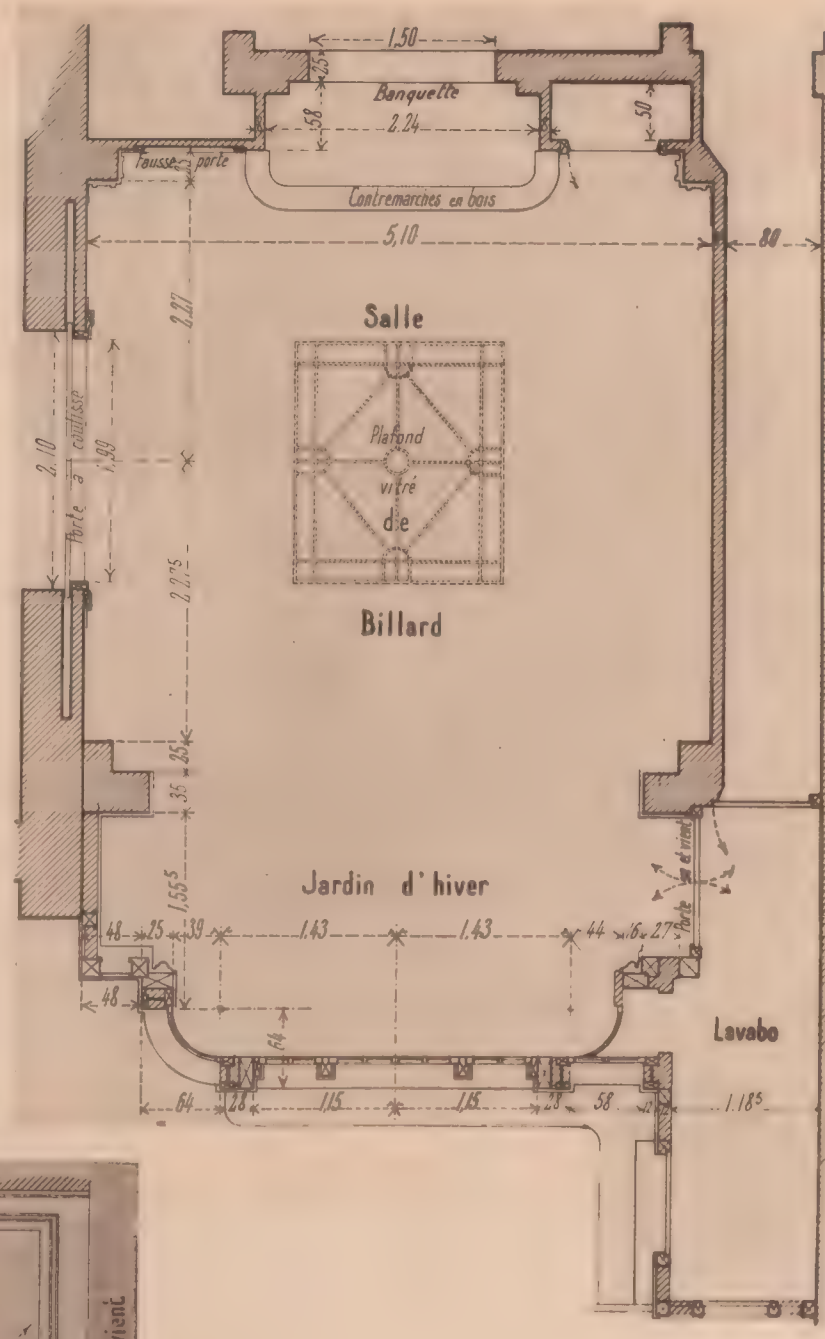 1,50
25
Banquette
58
2.24
50
Fausse porte
25
Contremarches en bois
5,10
80
2.27
Salle
2.10
Porte à coulisse
1.99
Plafond
vitré
de
2.27⁵
Billard
25
35
Porte va et vient
1,55⁵
Jardin d'hiver
48
25
39
1.43
1.43
44
16
27
48
64
Lavabo
64
28
1,15
1,15
28
58
12
1.18⁵
vient